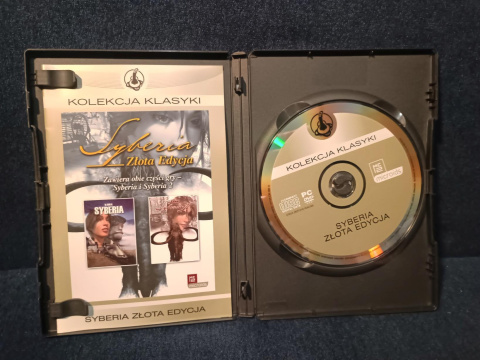 KOLEKCJA KLASYKI
Syberia
Złota Edycja
Zawiera obie części gry –
Syberia i Syberia 2
SYBERIA
SYBERIA ZŁOTA EDYCJA
KOLEKCJA KLASYKI
PC
microids
SYBERIA
ZŁOTA EDYCJA